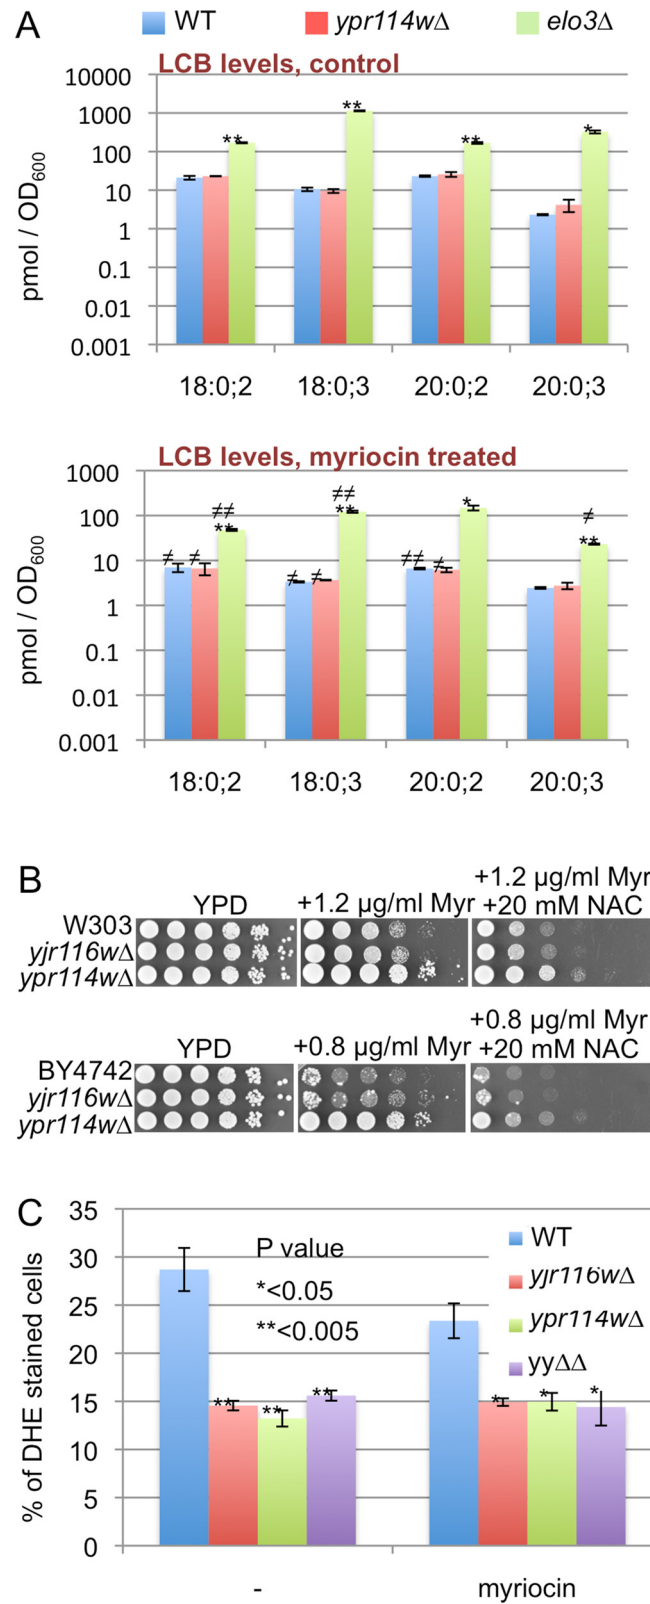 A
WT ypr114wΔ elo3Δ
LCB levels, control
10000
1000
100
10
1
0.1
0.01
0.001
pmol / OD600
** ** ** *
18:0;2 18:0;3 20:0;2 20:0;3
LCB levels, myriocin treated
1000
100
10
1
0.1
0.01
0.001
pmol / OD600
≠≠ ≠≠ ≠
** ** * **
≠ ≠ ≠ ≠ ≠≠ ≠
18:0;2 18:0;3 20:0;2 20:0;3
B
YPD +1.2 µg/ml Myr +1.2 µg/ml Myr
+20 mM NAC
W303
yjr116wΔ
ypr114wΔ
YPD +0.8 µg/ml Myr +0.8 µg/ml Myr
+20 mM NAC
BY4742
yjr116wΔ
ypr114wΔ
C
35
30
25
20
15
10
5
0
% of DHE stained cells
P value
*<0.05
**<0.005
WT
yjr116wΔ
ypr114wΔ
yyΔΔ
** ** ** * * *
- myriocin